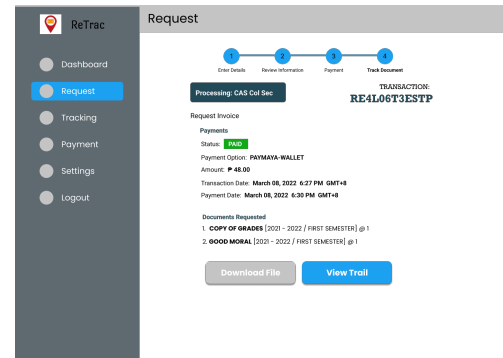 ReTrac
Dashboard
Request
Tracking
Payment
Settings
Logout
Request
1 2 3 4
Enter Details Review Information Payment Track Document
Processing: CAS Col Sec
TRANSACTION:
RE4L06T3ESTP
Request Invoice
Payments
Status: PAID
Payment Option: PAYMAYA-WALLET
Amount: ₱ 48.00
Transaction Date: March 08, 2022 6:27 PM GMT+8
Payment Date: March 08, 2022 6:30 PM GMT+8
Documents Requested
1. COPY OF GRADES [2021 - 2022 / FIRST SEMESTER] @ 1
2. GOOD MORAL [2021 - 2022 / FIRST SEMESTER] @ 1
Download File View Trail